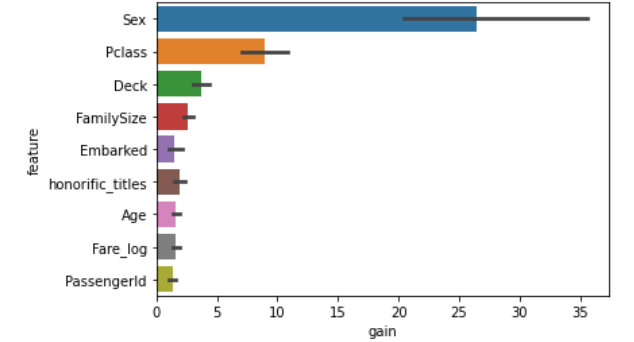 Sex
Pclass
Deck
FamilySize
Embarked
honorific_titles
Age
Fare_log
PassengerId
feature
0 5 10 15 20 25 30 35
gain